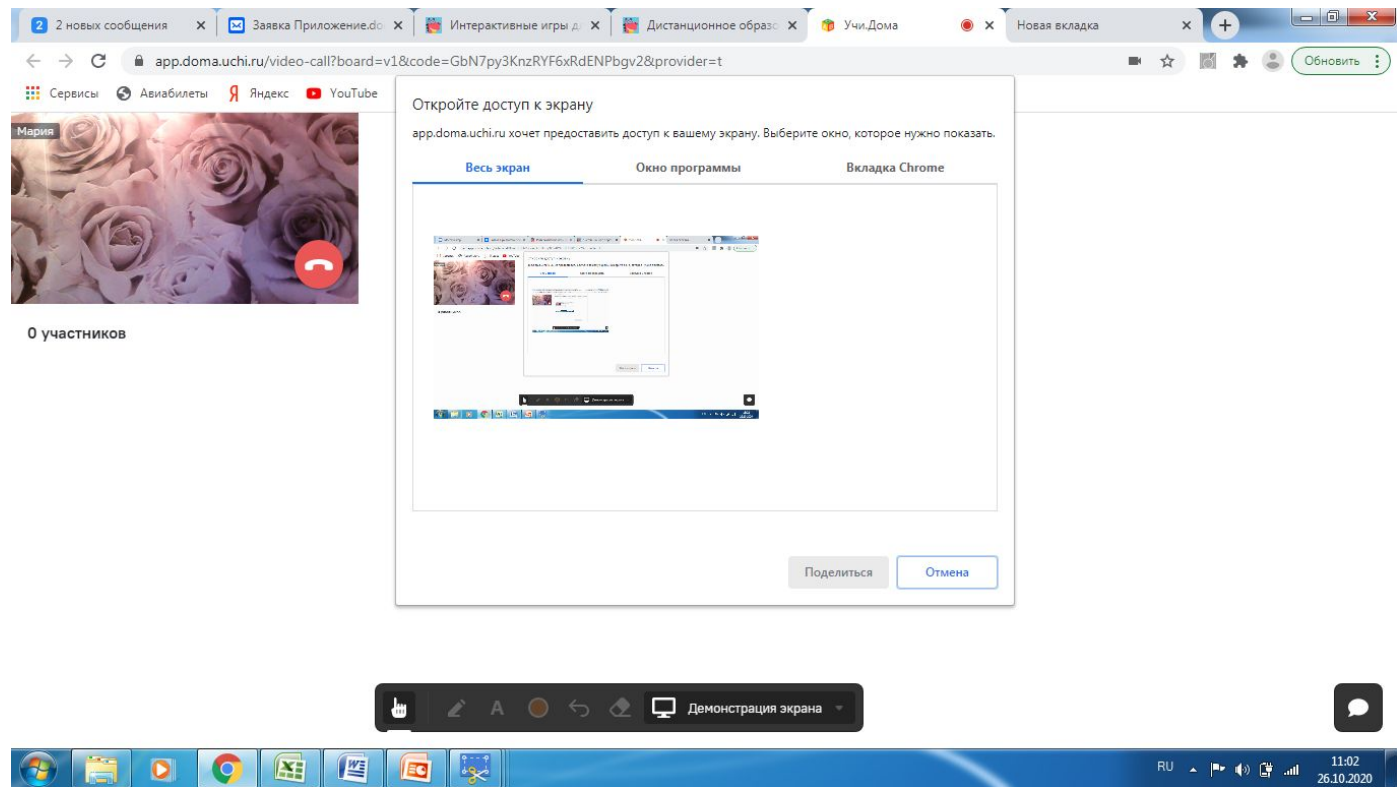 2 2 новых сообщения
Заявка Приложение.do
Интерактивные игры д
Дистанционное образо
Учи.Дома
Новая вкладка
app.doma.uchi.ru/video-call?board=v1&code=GbN7py3KnzRYF6xRdENPbgv2&provider=t
Обновить
Сервисы
Авиабилеты
Я Яндекс
YouTube
Мария
0 участников
Откройте доступ к экрану
app.doma.uchi.ru хочет предоставить доступ к вашему экрану. Выберите окно, которое нужно показать.
Весь экран
Окно программы
Вкладка Chrome
Поделиться
Отмена
A
Демонстрация экрана
RU
11:02
26.10.2020